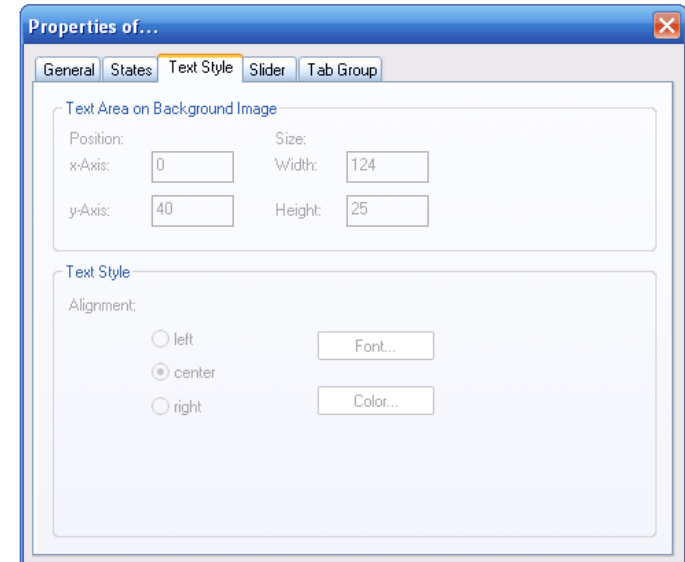 Properties of...
General States Text Style Slider Tab Group
Text Area on Background Image
Position: Size:
x-Axis: 0 Width: 124
y-Axis: 40 Height: 25
Text Style
Alignment:
left Font...
center
right Color...